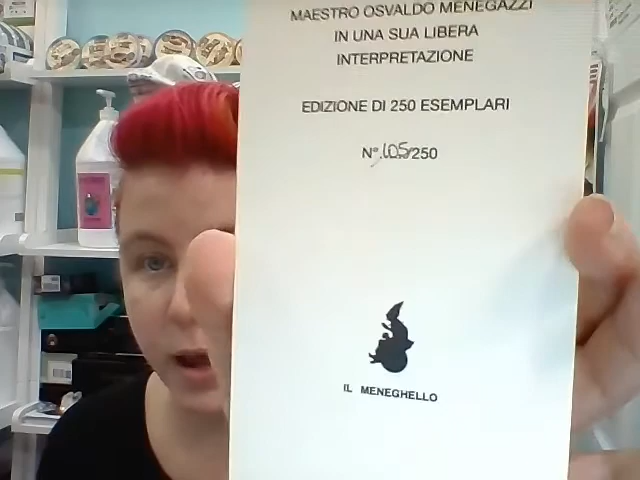 MAESTRO OSVALDO MENEGAZZI
IN UNA SUA LIBERA
INTERPRETAZIONE
EDIZIONE DI 250 ESEMPLARI
N° 105/250
IL MENEGHELLO